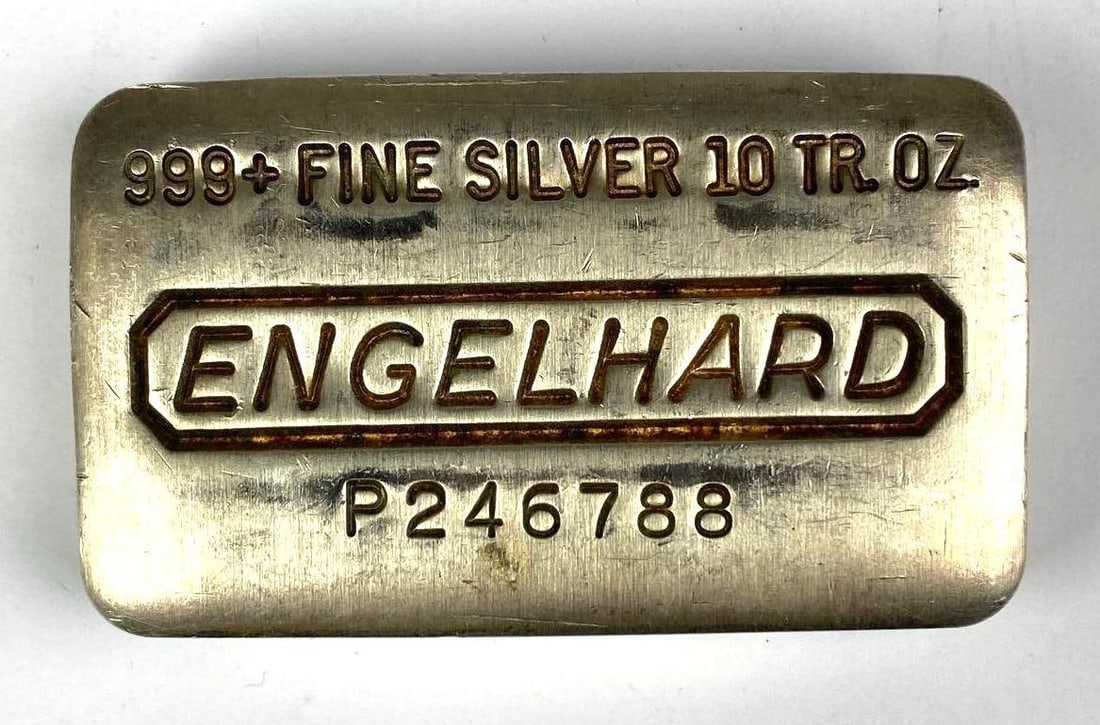 999+ FINE SILVER 10 TR. OZ.
ENGELHARD
P246788